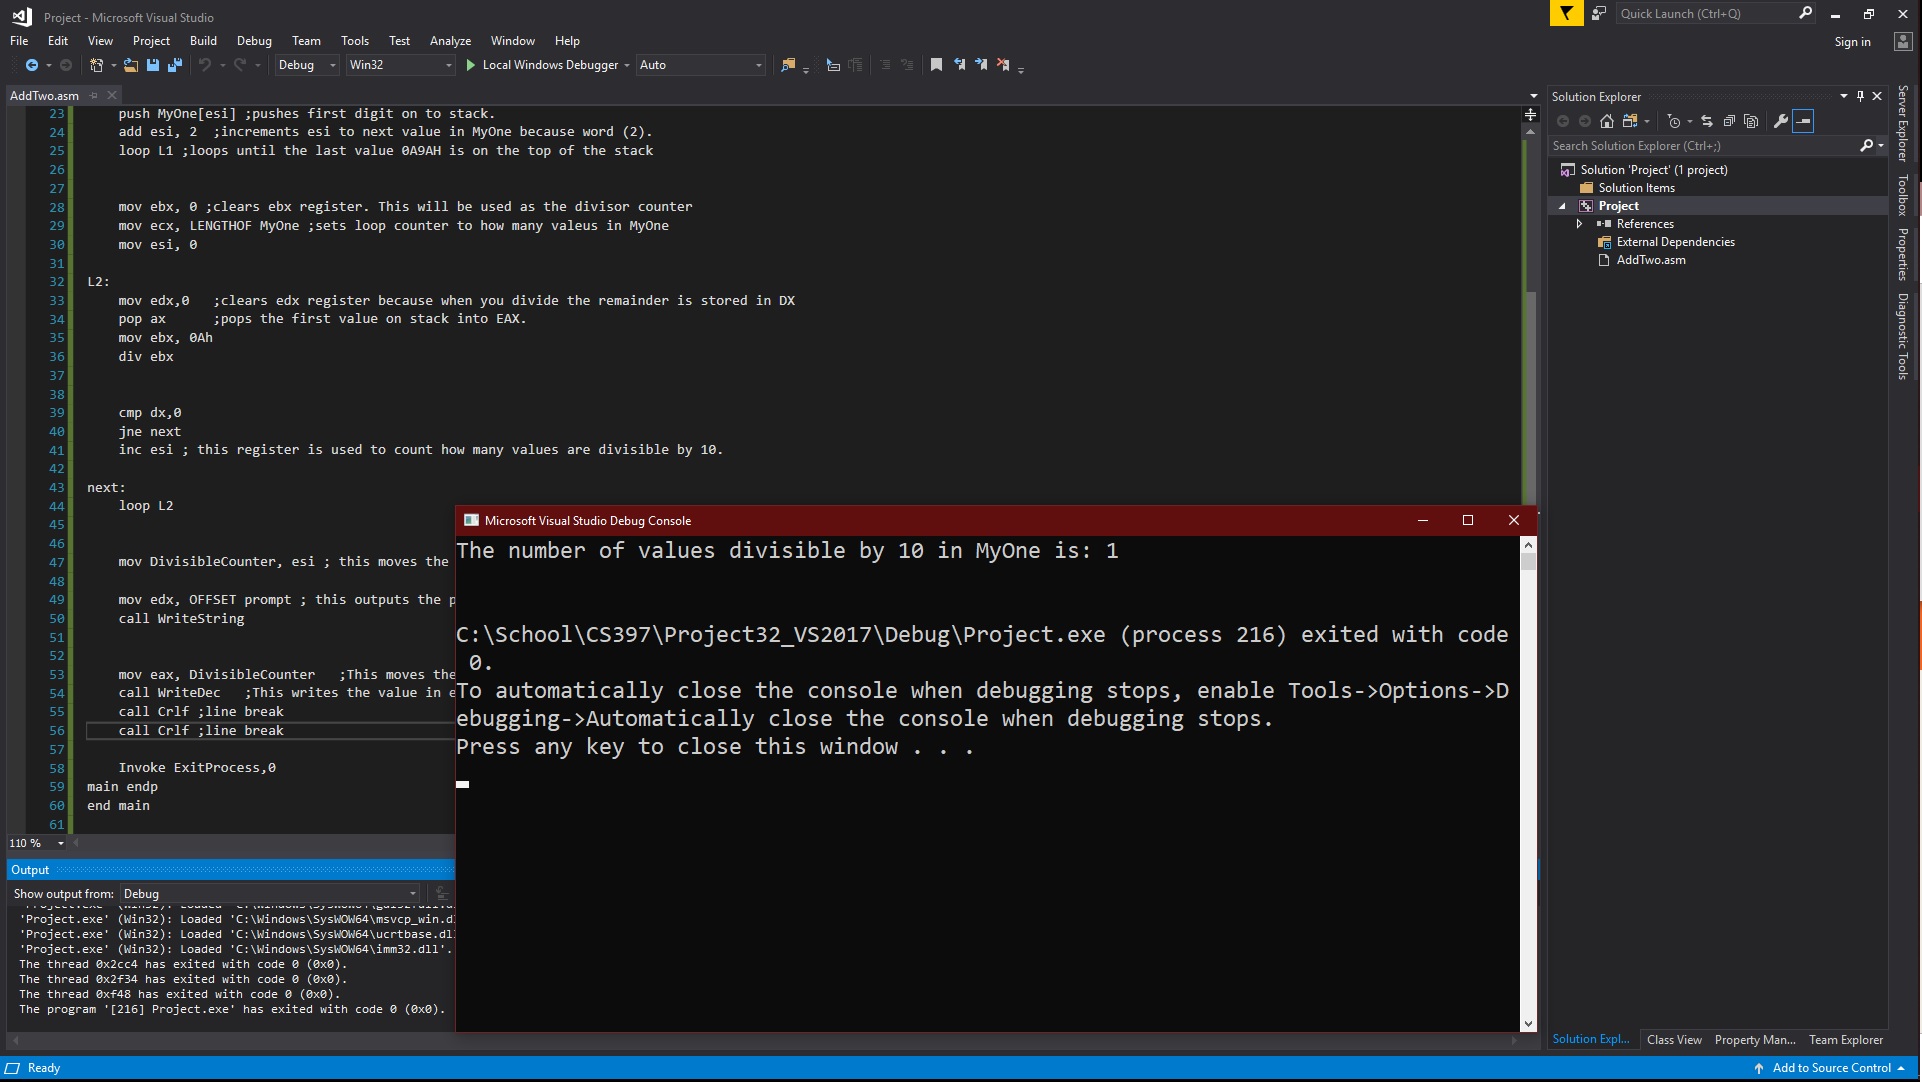 Project - Microsoft Visual Studio
Quick Launch (Ctrl+Q)
File Edit View Project Build Debug Team Tools Test Analyze Window Help
Sign in
Debug Win32 Local Windows Debugger Auto
AddTwo.asm
23 push MyOne[esi] ;pushes first digit on to stack.
24 add esi, 2 ;increments esi to next value in MyOne because word (2).
25 loop L1 ;loops until the last value 0A9AH is on the top of the stack
26
27
28 mov ebx, 0 ;clears ebx register. This will be used as the divisor counter
29 mov ecx, LENGTHOF MyOne ;sets loop counter to how many valeus in MyOne
30 mov esi, 0
31
32 L2:
33 mov edx,0 ;clears edx register because when you divide the remainder is stored in DX
34 pop ax ;pops the first value on stack into EAX.
35 mov ebx, 0Ah
36 div ebx
37
38
39 cmp dx,0
40 jne next
41 inc esi ; this register is used to count how many values are divisible by 10.
42
43 next:
44 loop L2
45
46
47 mov DivisibleCounter, esi ; this moves the
48
49 mov edx, OFFSET prompt ; this outputs the p
50 call WriteString
51
52
53 mov eax, DivisibleCounter ;This moves the
54 call WriteDec ;This writes the value in e
55 call Crlf ;line break
56 call Crlf ;line break
57
58 Invoke ExitProcess,0
59 main endp
60 end main
61
110 %
Output
Show output from: Debug
'Project.exe' (Win32): Loaded 'C:\Windows\SysWOW64\msvcp_win.dl
'Project.exe' (Win32): Loaded 'C:\Windows\SysWOW64\ucrtbase.dll
'Project.exe' (Win32): Loaded 'C:\Windows\SysWOW64\imm32.dll'.
The thread 0x2cc4 has exited with code 0 (0x0).
The thread 0x2f34 has exited with code 0 (0x0).
The thread 0xf48 has exited with code 0 (0x0).
The program '[216] Project.exe' has exited with code 0 (0x0).
Microsoft Visual Studio Debug Console
The number of values divisible by 10 in MyOne is: 1
C:\School\CS397\Project32_VS2017\Debug\Project.exe (process 216) exited with code
0.
To automatically close the console when debugging stops, enable Tools->Options->D
ebugging->Automatically close the console when debugging stops.
Press any key to close this window . . .
Solution Explorer
Search Solution Explorer (Ctrl+;)
Solution 'Project' (1 project)
Solution Items
Project
References
External Dependencies
AddTwo.asm
Solution Expl... Class View Property Man... Team Explorer
Server Explorer
Toolbox
Properties
Diagnostic Tools
Ready
Add to Source Control